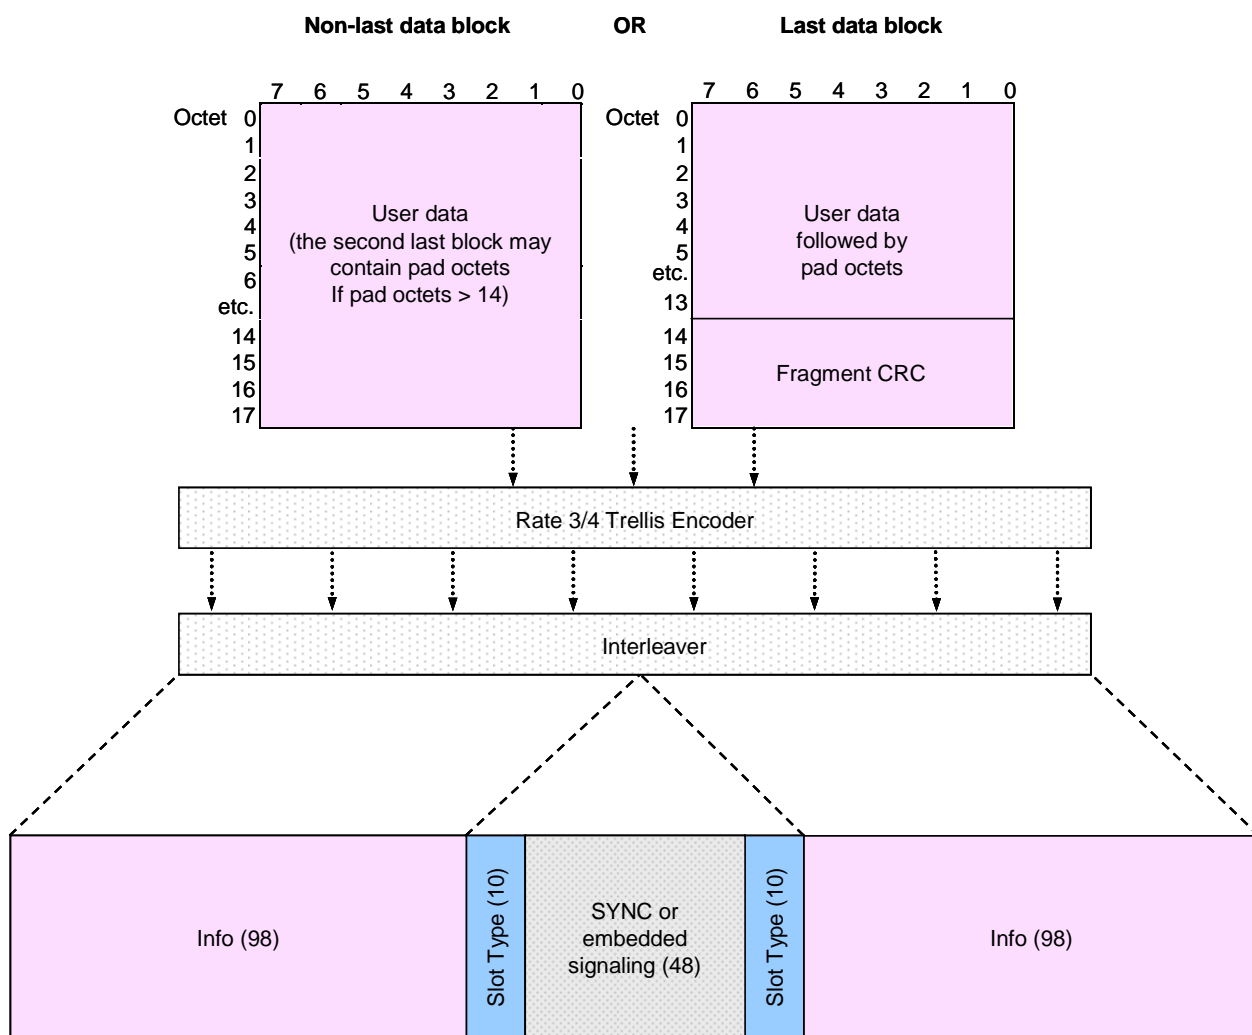 Non-last data block OR Last data block
7 6 5 4 3 2 1 0 7 6 5 4 3 2 1 0
Octet 0
1
2
3
4
5
6
etc.
14
15
16
17
User data
(the second last block may
contain pad octets
If pad octets > 14)
Octet 0
1
2
3
4
5
etc.
13
14
15
16
17
User data
followed by
pad octets
Fragment CRC
Rate 3/4 Trellis Encoder
Interleaver
Info (98)
Slot Type (10)
SYNC or
embedded
signaling (48)
Slot Type (10)
Info (98)